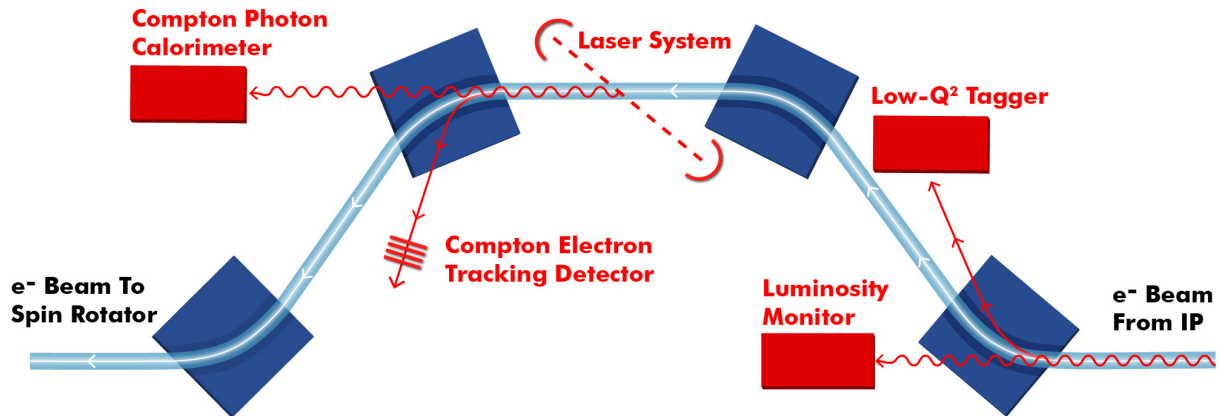 Compton Photon
Calorimeter
Laser System
Low-Q² Tagger
Compton Electron
Tracking Detector
e- Beam To
Spin Rotator
Luminosity
Monitor
e- Beam
From IP